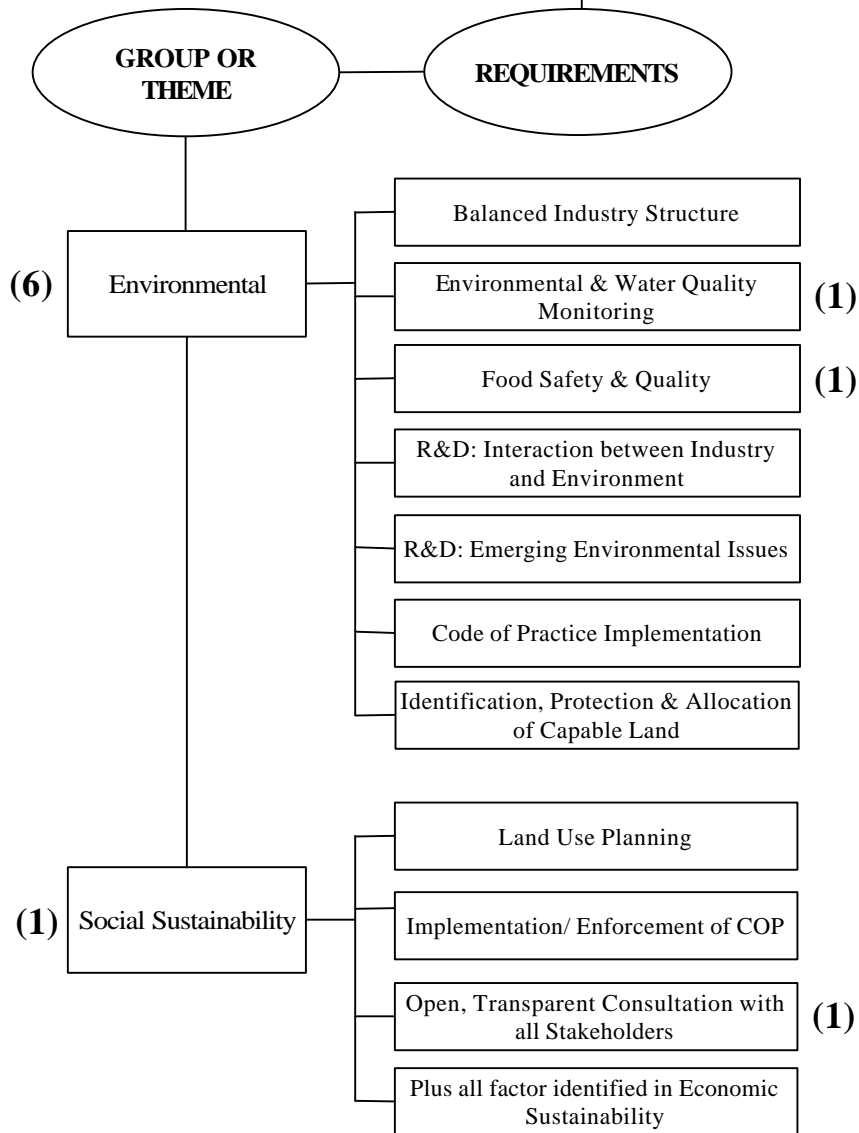 GROUP OR
THEME
REQUIREMENTS
Balanced Industry Structure
(6)
Environmental
Environmental & Water Quality
Monitoring
(1)
Food Safety & Quality
(1)
R&D: Interaction between Industry
and Environment
R&D: Emerging Environmental Issues
Code of Practice Implementation
Identification, Protection & Allocation
of Capable Land
Land Use Planning
(1)
Social Sustainability
Implementation/ Enforcement of COP
Open, Transparent Consultation with
all Stakeholders
(1)
Plus all factor identified in Economic
Sustainability